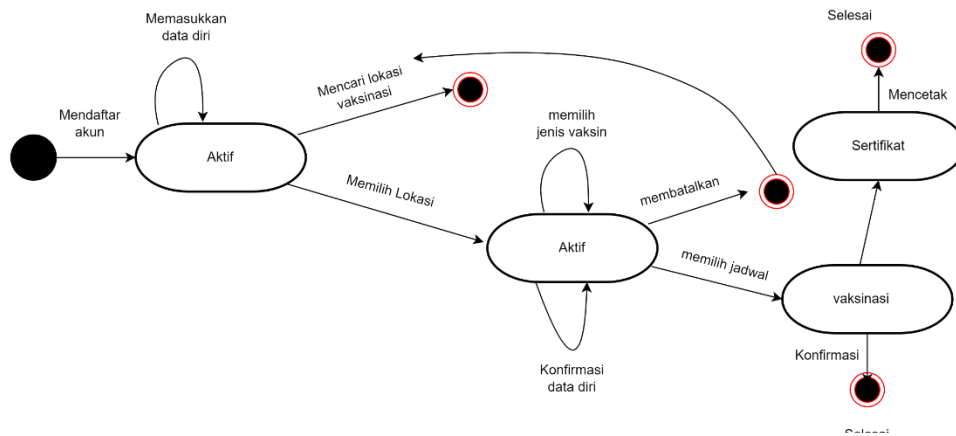 Memasukkan
data diri
Mendaftar
akun
Aktif
Mencari lokasi
vaksinasi
Memilih Lokasi
memilih
jenis vaksin
Aktif
Konfirmasi
data diri
membatalkan
memilih jadwal
Selesai
Mencetak
Sertifikat
vaksinasi
Konfirmasi
Selesai